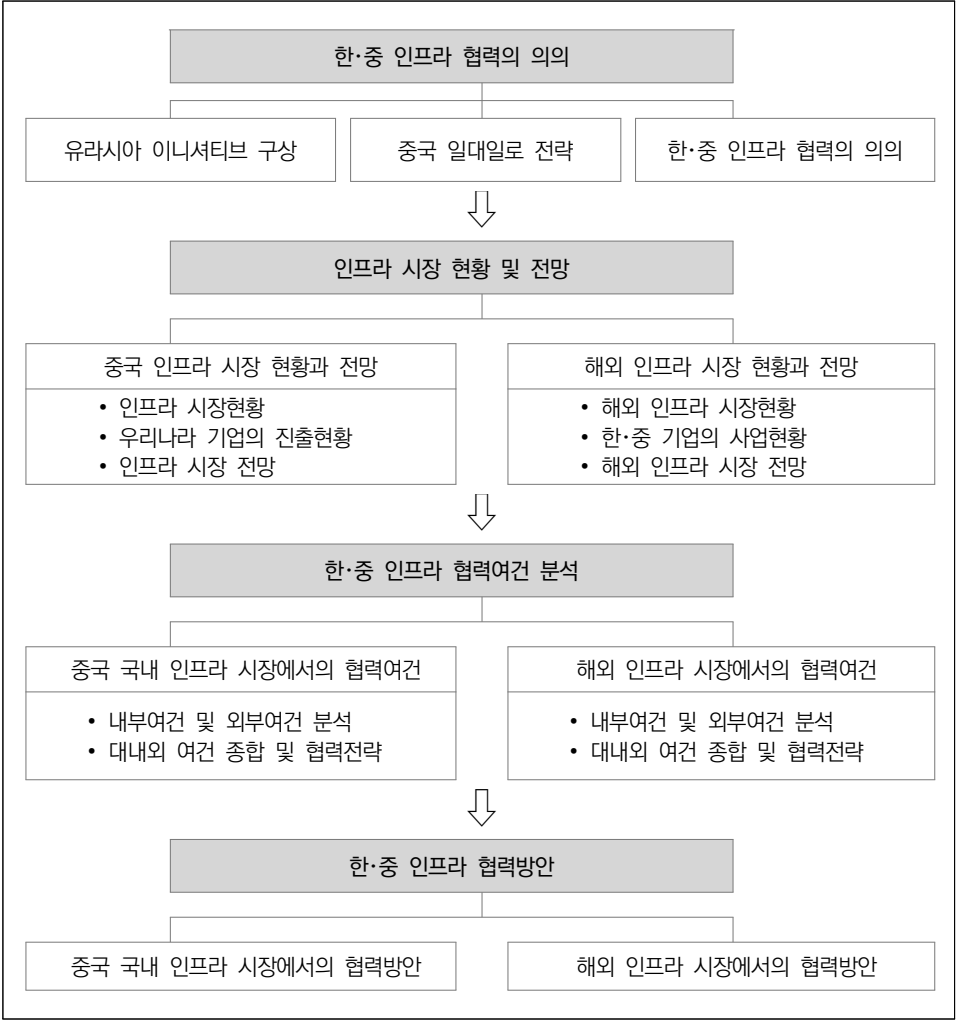 한·중 인프라 협력의 의의
유라시아 이니셔티브 구상
중국 일대일로 전략
한·중 인프라 협력의 의의
인프라 시장 현황 및 전망
중국 인프라 시장 현황과 전망
• 인프라 시장현황
• 우리나라 기업의 진출현황
• 인프라 시장 전망
해외 인프라 시장 현황과 전망
• 해외 인프라 시장현황
• 한·중 기업의 사업현황
• 해외 인프라 시장 전망
한·중 인프라 협력여건 분석
중국 국내 인프라 시장에서의 협력여건
• 내부여건 및 외부여건 분석
• 대내외 여건 종합 및 협력전략
해외 인프라 시장에서의 협력여건
• 내부여건 및 외부여건 분석
• 대내외 여건 종합 및 협력전략
한·중 인프라 협력방안
중국 국내 인프라 시장에서의 협력방안
해외 인프라 시장에서의 협력방안